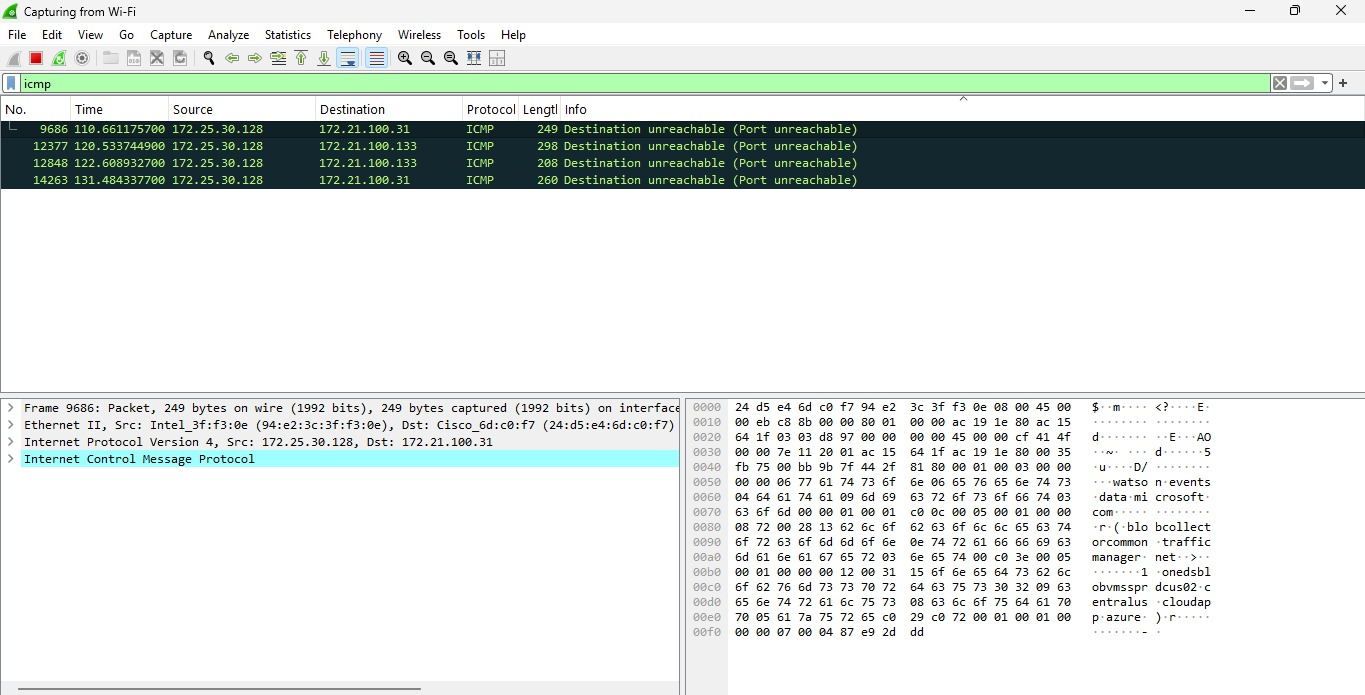 Capturing from Wi-Fi
File Edit View Go Capture Analyze Statistics Telephony Wireless Tools Help
icmp
No. Time Source Destination Protocol Lengtl Info
9686 110.661175700 172.25.30.128 172.21.100.31 ICMP 249 Destination unreachable (Port unreachable)
12377 120.533744900 172.25.30.128 172.21.100.133 ICMP 298 Destination unreachable (Port unreachable)
12848 122.608932700 172.25.30.128 172.21.100.133 ICMP 208 Destination unreachable (Port unreachable)
14263 131.484337700 172.25.30.128 172.21.100.31 ICMP 260 Destination unreachable (Port unreachable)
Frame 9686: Packet, 249 bytes on wire (1992 bits), 249 bytes captured (1992 bits) on interface
Ethernet II, Src: Intel_3f:f3:0e (94:e2:3c:3f:f3:0e), Dst: Cisco_6d:c0:f7 (24:d5:e4:6d:c0:f7)
Internet Protocol Version 4, Src: 172.25.30.128, Dst: 172.21.100.31
Internet Control Message Protocol
0000 24 d5 e4 6d c0 f7 94 e2 3c 3f f3 0e 08 00 45 00 $··m···· <?····E·
0010 00 eb c8 8b 00 00 80 01 00 00 ac 19 1e 80 ac 15 ········ ········
0020 64 1f 03 03 d8 97 00 00 00 00 45 00 00 cf 41 4f d······· ··E···AO
0030 00 00 7e 11 20 01 ac 15 64 1f ac 19 1e 80 00 35 ··~· ··· d······5
0040 fb 75 00 bb 9b 7f 44 2f 81 80 00 01 00 03 00 00 ·u····D/ ········
0050 00 00 06 77 61 74 73 6f 6e 06 65 76 65 6e 74 73 ···watso n·events
0060 04 64 61 74 61 09 6d 69 63 72 6f 73 6f 66 74 03 ·data·mi crosoft·
0070 63 6f 6d 00 00 01 00 01 c0 0c 00 05 00 01 00 00 com····· ········
0080 08 72 00 28 13 62 6c 6f 62 63 6f 6c 6c 65 63 74 ·r·(·blo bcollect
0090 6f 72 63 6f 6d 6d 6f 6e 0e 74 72 61 66 66 69 63 orcommon ·traffic
00a0 6d 61 6e 61 67 65 72 03 6e 65 74 00 c0 3e 00 05 manager· net··>··
00b0 00 01 00 00 00 12 00 31 15 6f 6e 65 64 73 62 6c ·······1 ·onedsbl
00c0 6f 62 76 6d 73 73 70 72 64 63 75 73 30 32 09 63 obvmsspr dcus02·c
00d0 65 6e 74 72 61 6c 75 73 08 63 6c 6f 75 64 61 70 entralus ·cloudap
00e0 70 05 61 7a 75 72 65 c0 29 c0 72 00 01 00 01 00 p·azure· )·r·····
00f0 00 00 07 00 04 87 e9 2d dd ·······- ·